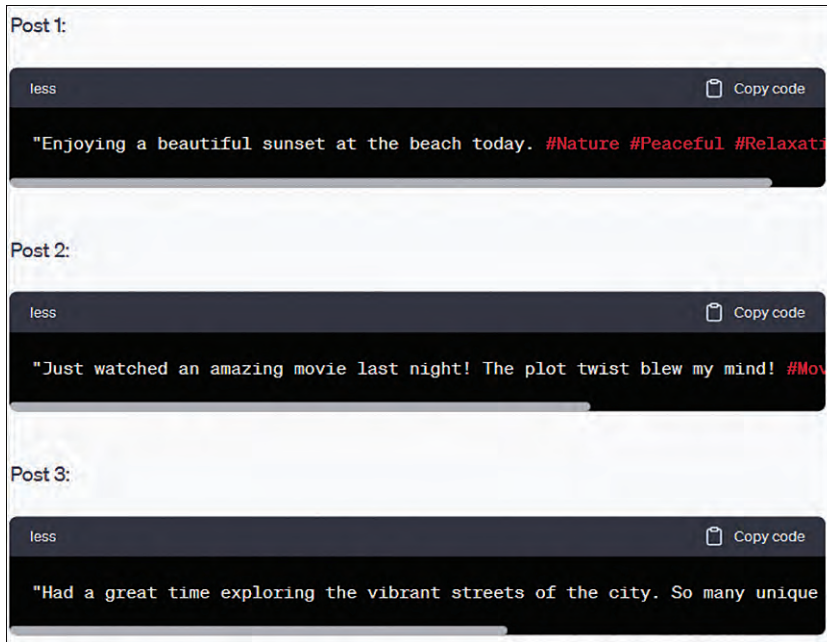 Post 1:
less Copy code
"Enjoying a beautiful sunset at the beach today. #Nature #Peaceful #Relaxati
Post 2:
less Copy code
"Just watched an amazing movie last night! The plot twist blew my mind! #Mov
Post 3:
less Copy code
"Had a great time exploring the vibrant streets of the city. So many unique